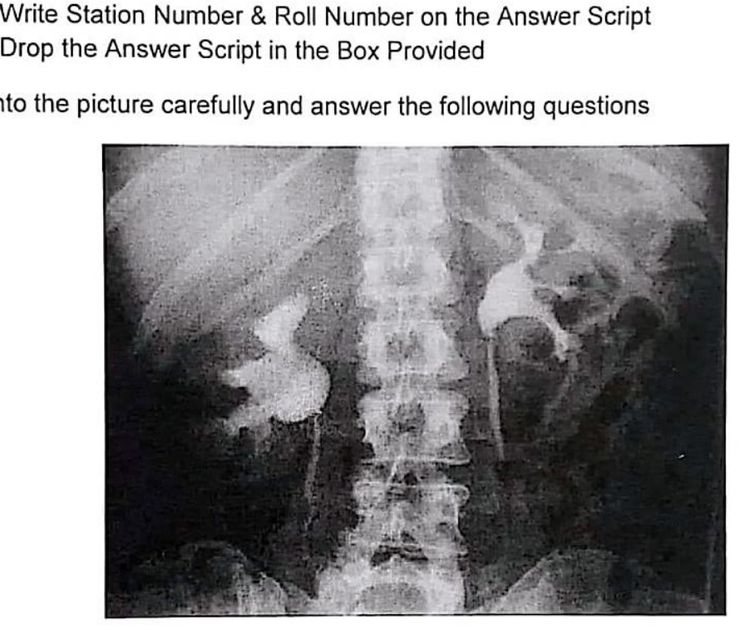 Write Station Number & Roll Number on the Answer Script
Drop the Answer Script in the Box Provided
the picture carefully and answer the following questions